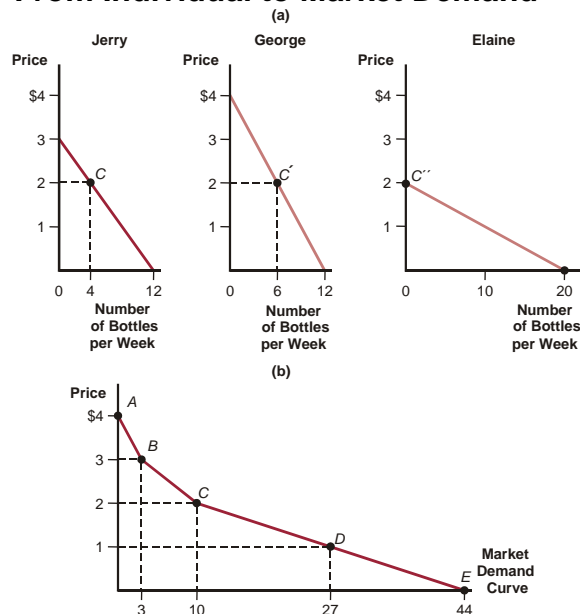 From Individual to Market Demand
(a)
Jerry
Price
$4
3
2
1
C
0 4 12
Number
of Bottles
per Week
George
Price
$4
3
2
1
C′
0 6 12
Number
of Bottles
per Week
Elaine
Price
$4
3
2
1
C′′
0 10 20
Number
of Bottles
per Week
(b)
Price
$4
3
2
1
A
B
C
D
E
Market
Demand
Curve
3 10 27 44